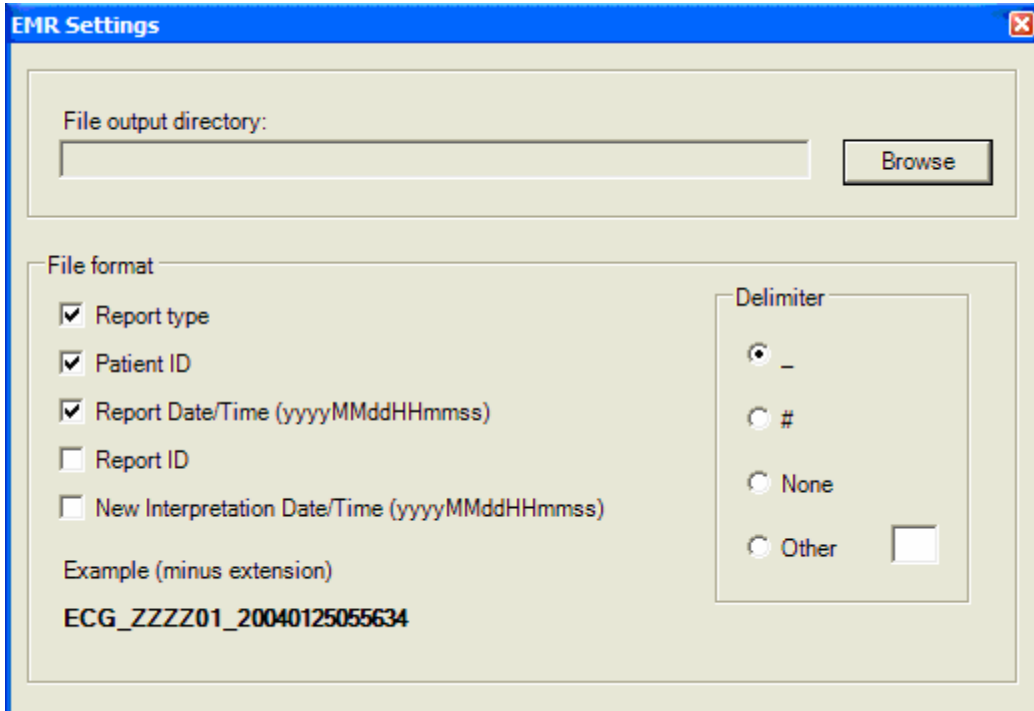 EMR Settings
File output directory:
Browse
File format
Report type
Patient ID
Report Date/Time (yyyyMMddHHmmss)
Report ID
New Interpretation Date/Time (yyyyMMddHHmmss)
Example (minus extension)
ECG_ZZZZ01_20040125055634
Delimiter
_
#
None
Other